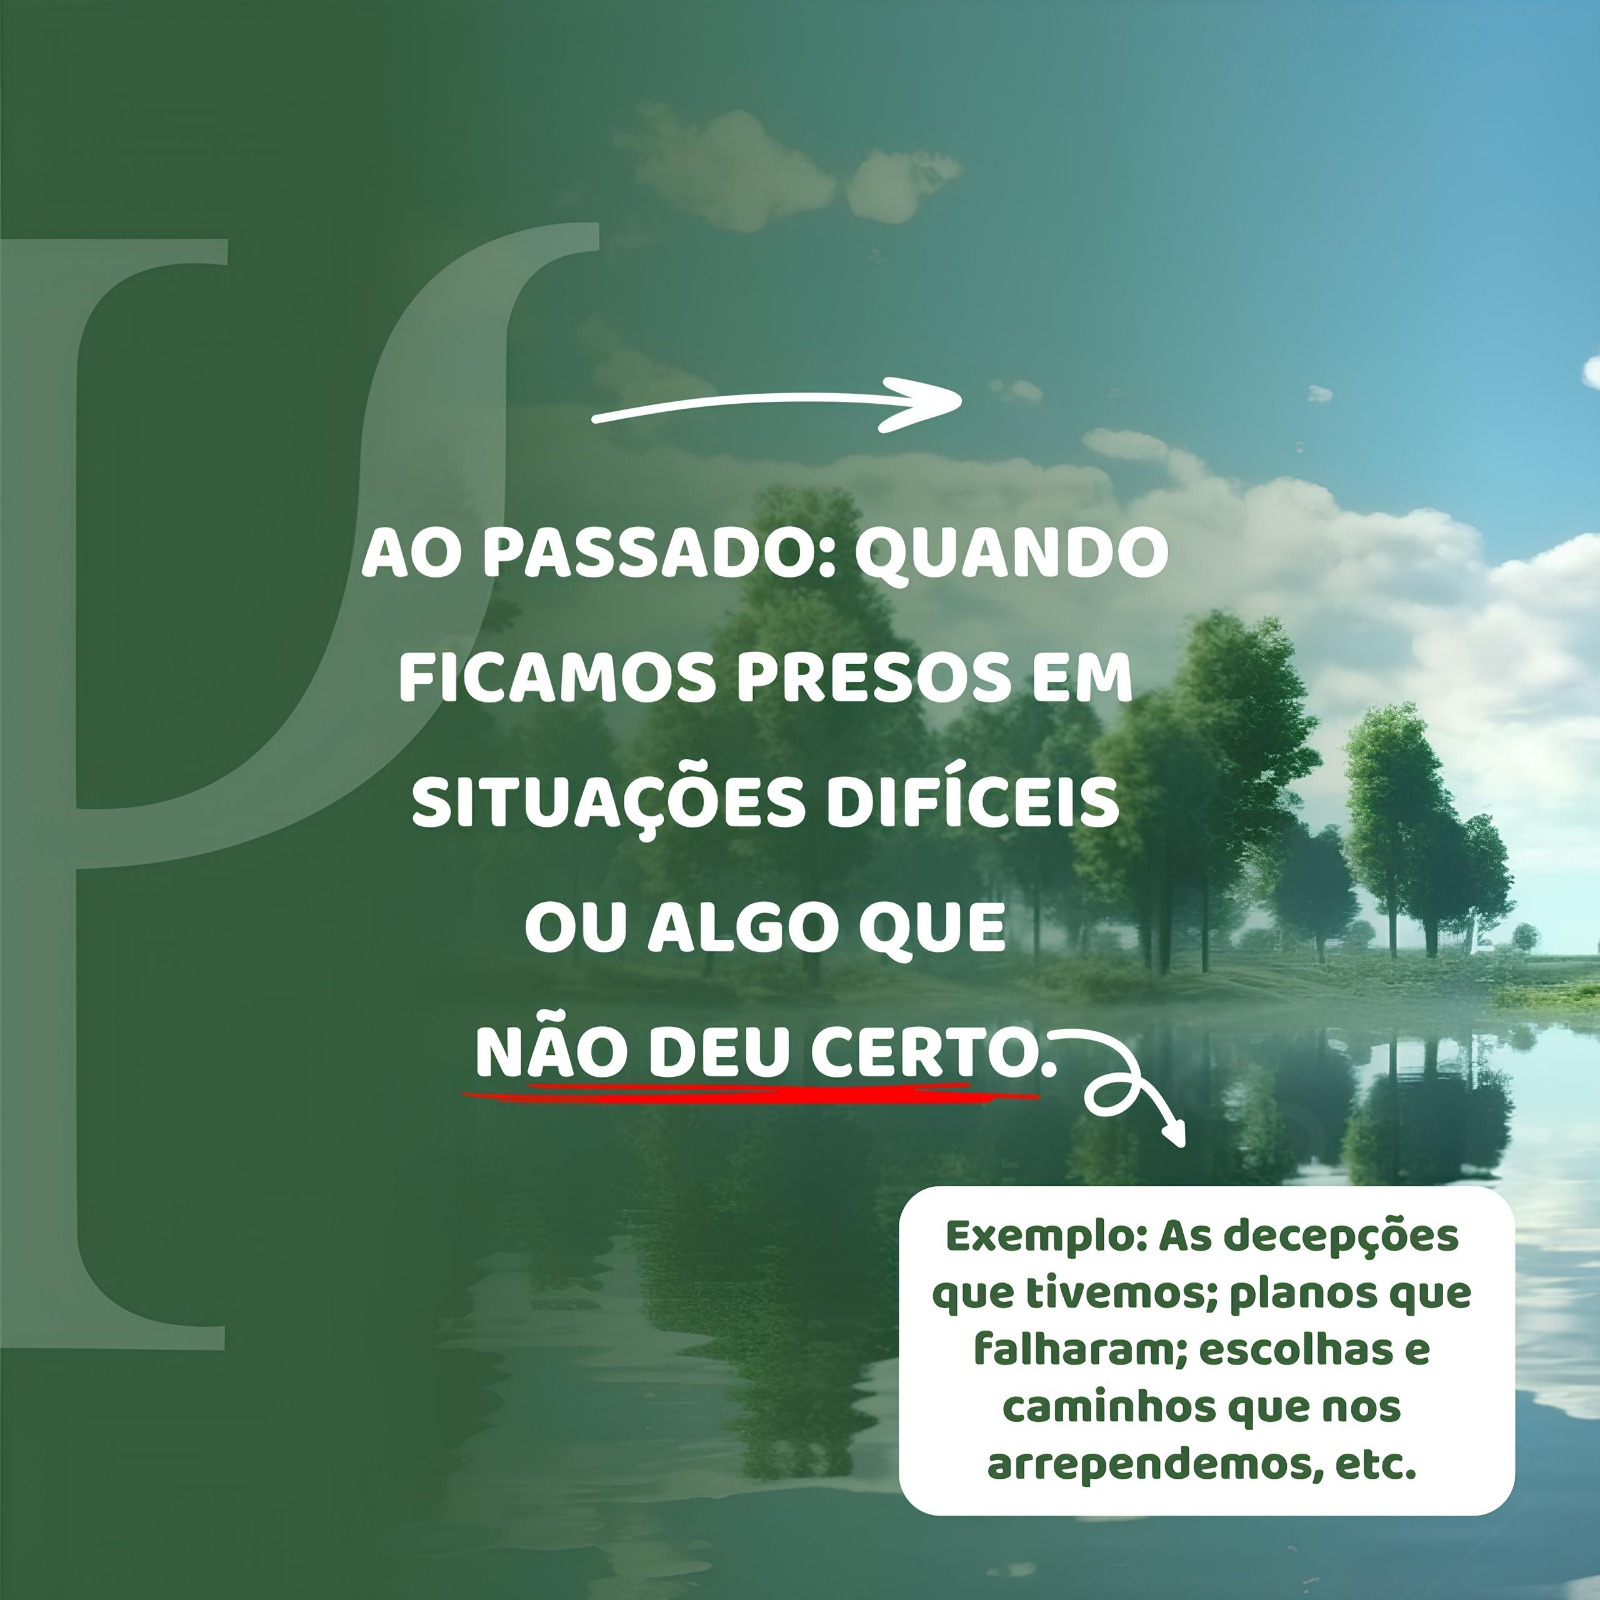 AO PASSADO: QUANDO
FICAMOS PRESOS EM
SITUAÇÕES DIFÍCEIS
OU ALGO QUE
NÃO DEU CERTO.
Exemplo: As decepções
que tivemos; planos que
falharam; escolhas e
caminhos que nos
arrependemos, etc.